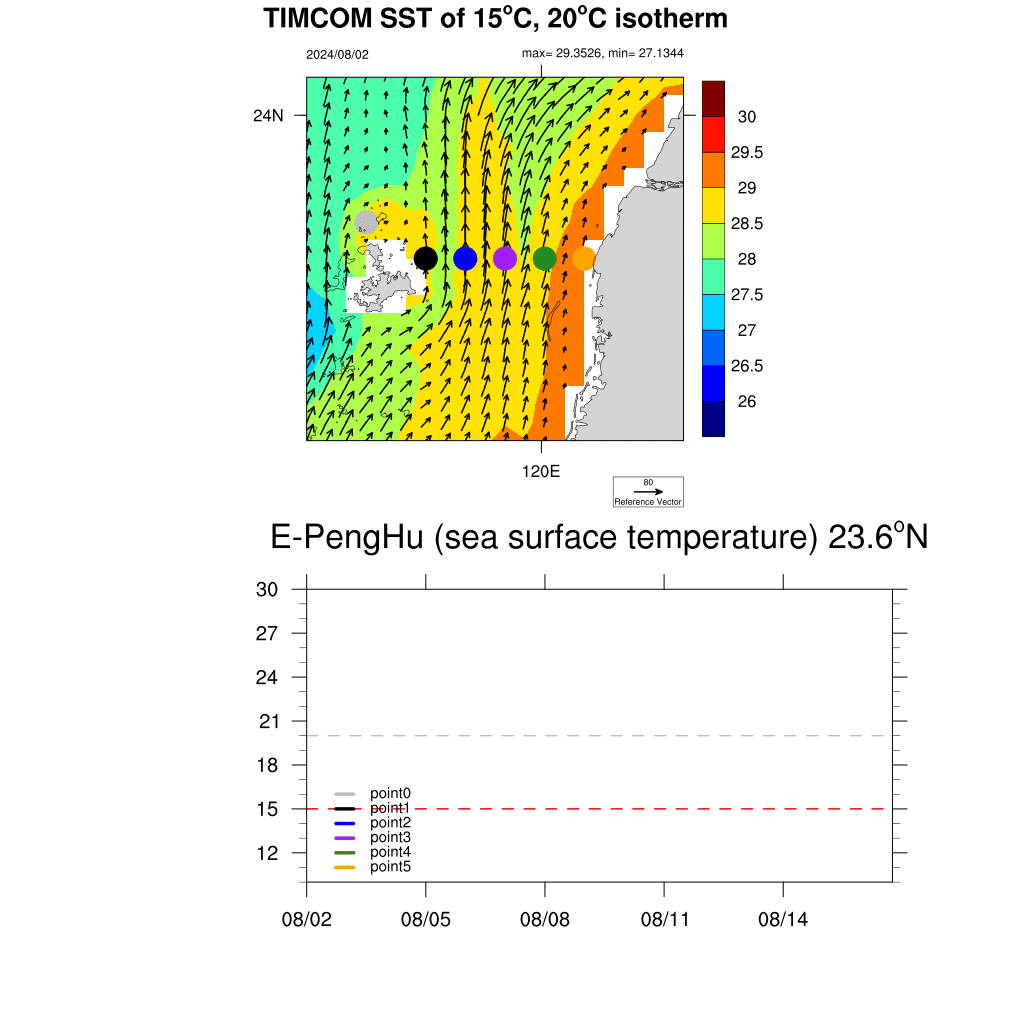 TIMCOM SST of 15°C, 20°C isotherm
2024/08/02
max= 29.3526, min= 27.1344
24N
30
29.5
29
28.5
28
27.5
27
26.5
26
120E
80
Reference Vector
E-PengHu (sea surface temperature) 23.6°N
30
27
24
21
18
15
12
point0
point1
point2
point3
point4
point5
08/02
08/05
08/08
08/11
08/14